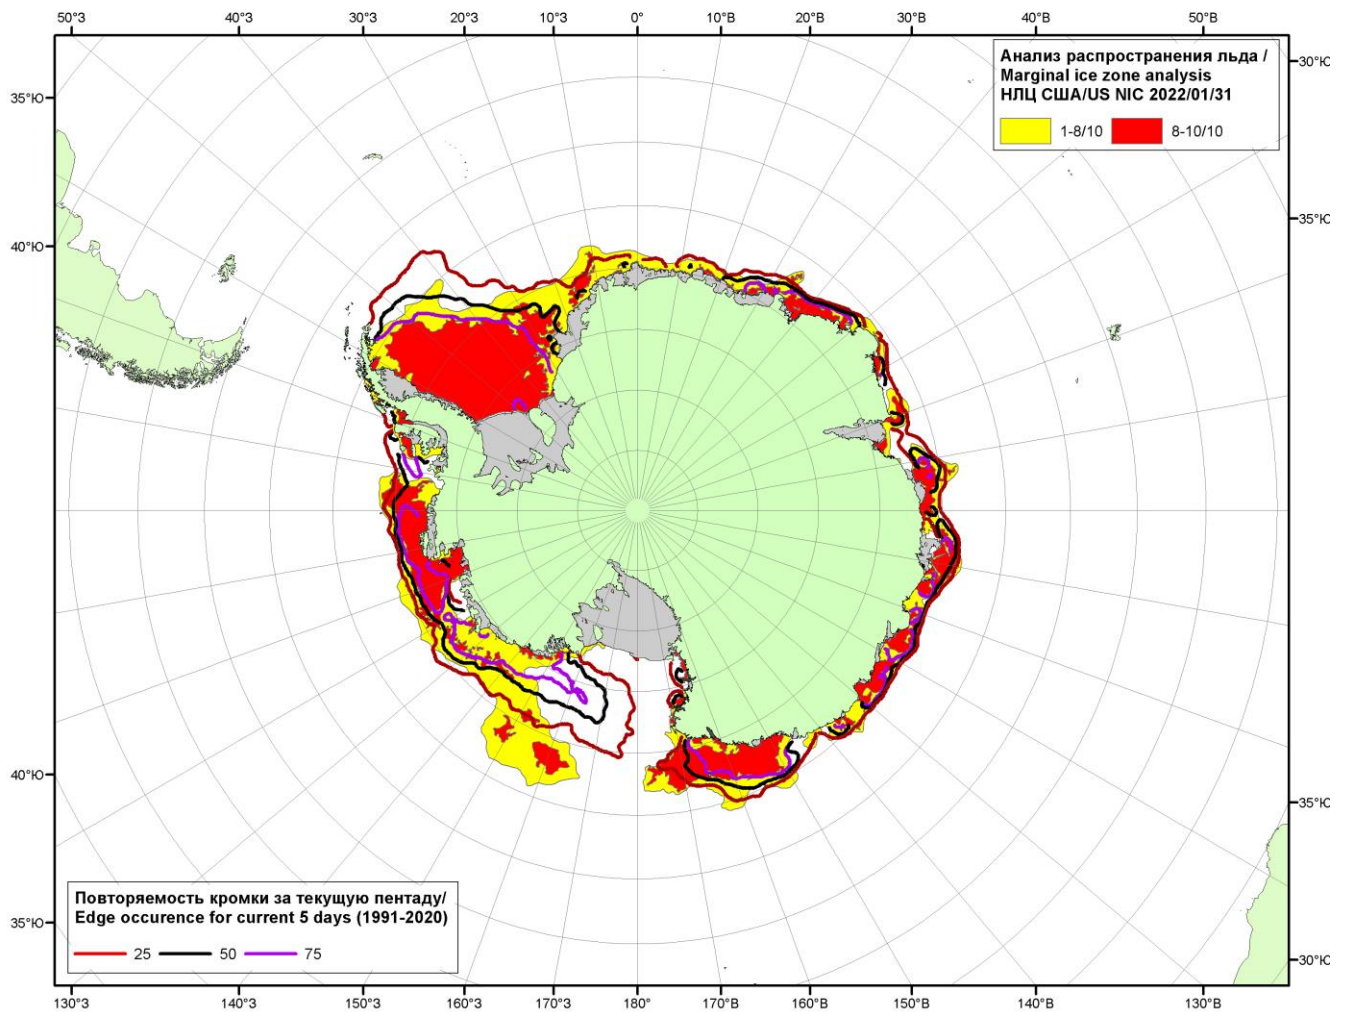 50°З 40°З 30°З 20°З 10°З 0° 10°В 20°В 30°В 40°В 50°В
Анализ распространения льда /
Marginal ice zone analysis
НЛЦ США/US NIC 2022/01/31
1-8/10 8-10/10
30°Ю
35°Ю
35°Ю
40°Ю
40°Ю
35°Ю
Повторяемость кромки за текущую пентаду/
Edge occurence for current 5 days (1991-2020)
25 50 75
35°Ю
30°Ю
130°З 140°З 150°З 160°З 170°З 180° 170°В 160°В 150°В 140°В 130°В